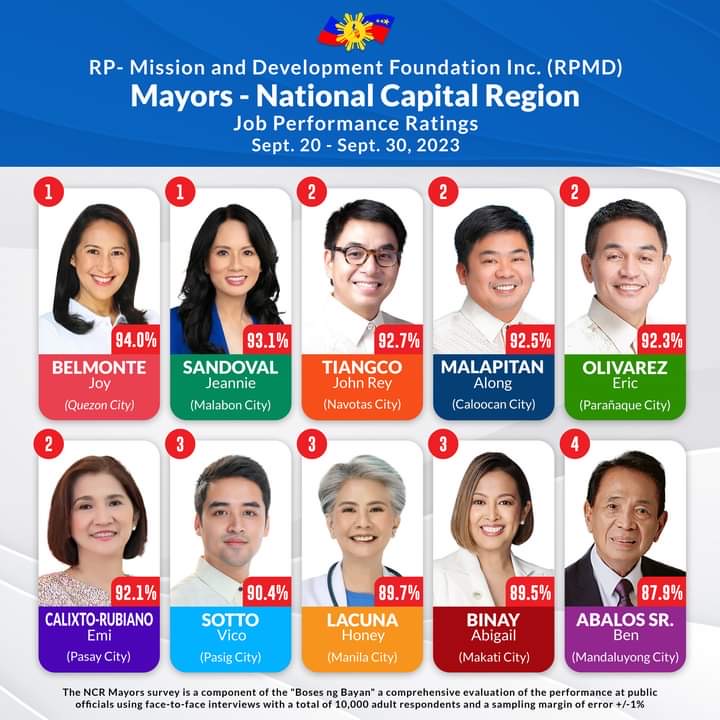 RP- Mission and Development Foundation Inc. (RPMD)
Mayors - National Capital Region
Job Performance Ratings
Sept. 20 - Sept. 30, 2023
1
94.0%
BELMONTE
Joy
(Quezon City)
1
93.1%
SANDOVAL
Jeannie
(Malabon City)
2
92.7%
TIANGCO
John Rey
(Navotas City)
2
92.5%
MALAPITAN
Along
(Caloocan City)
2
92.3%
OLIVAREZ
Eric
(Parañaque City)
2
92.1%
CALIXTO-RUBIANO
Emi
(Pasay City)
3
90.4%
SOTTO
Vico
(Pasig City)
3
89.7%
LACUNA
Honey
(Manila City)
3
89.5%
BINAY
Abigail
(Makati City)
4
87.9%
ABALOS SR.
Ben
(Mandaluyong City)
The NCR Mayors survey is a component of the "Boses ng Bayan" a comprehensive evaluation of the performance at public
officials using face-to-face interviews with a total of 10,000 adult respondents and a sampling margin of error +/-1%